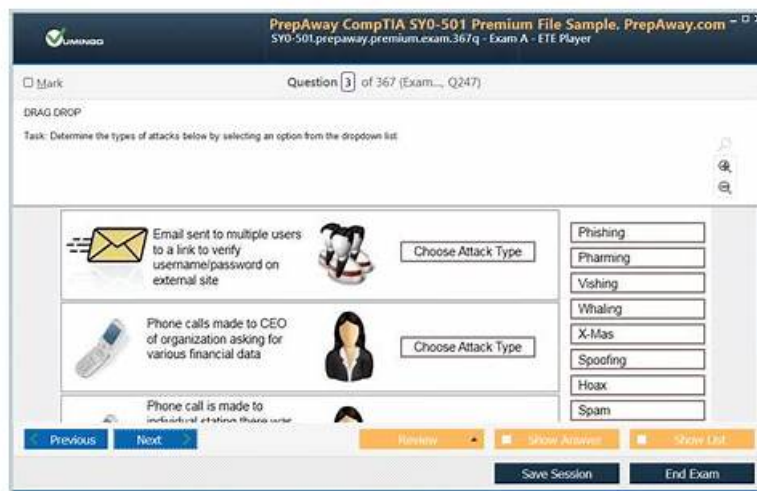 VUMINGO
PrepAway CompTIA SY0-501 Premium File Sample. PrepAway.com
SY0-501.prepaway.premium.exam.367q - Exam A - ETE Player
Mark
Question 3 of 367 (Exam..., Q247)
DRAG DROP
Task: Determine the types of attacks below by selecting an option from the dropdown list
Email sent to multiple users
to a link to verify
username/password on
external site
Choose Attack Type
Phone calls made to CEO
of organization asking for
various financial data
Choose Attack Type
Phone call is made to
individual stating there was
Phishing
Pharming
Vishing
Whaling
X-Mas
Spoofing
Hoax
Spam
Previous
Next
Review
Show Answer
Show List
Save Session
End Exam